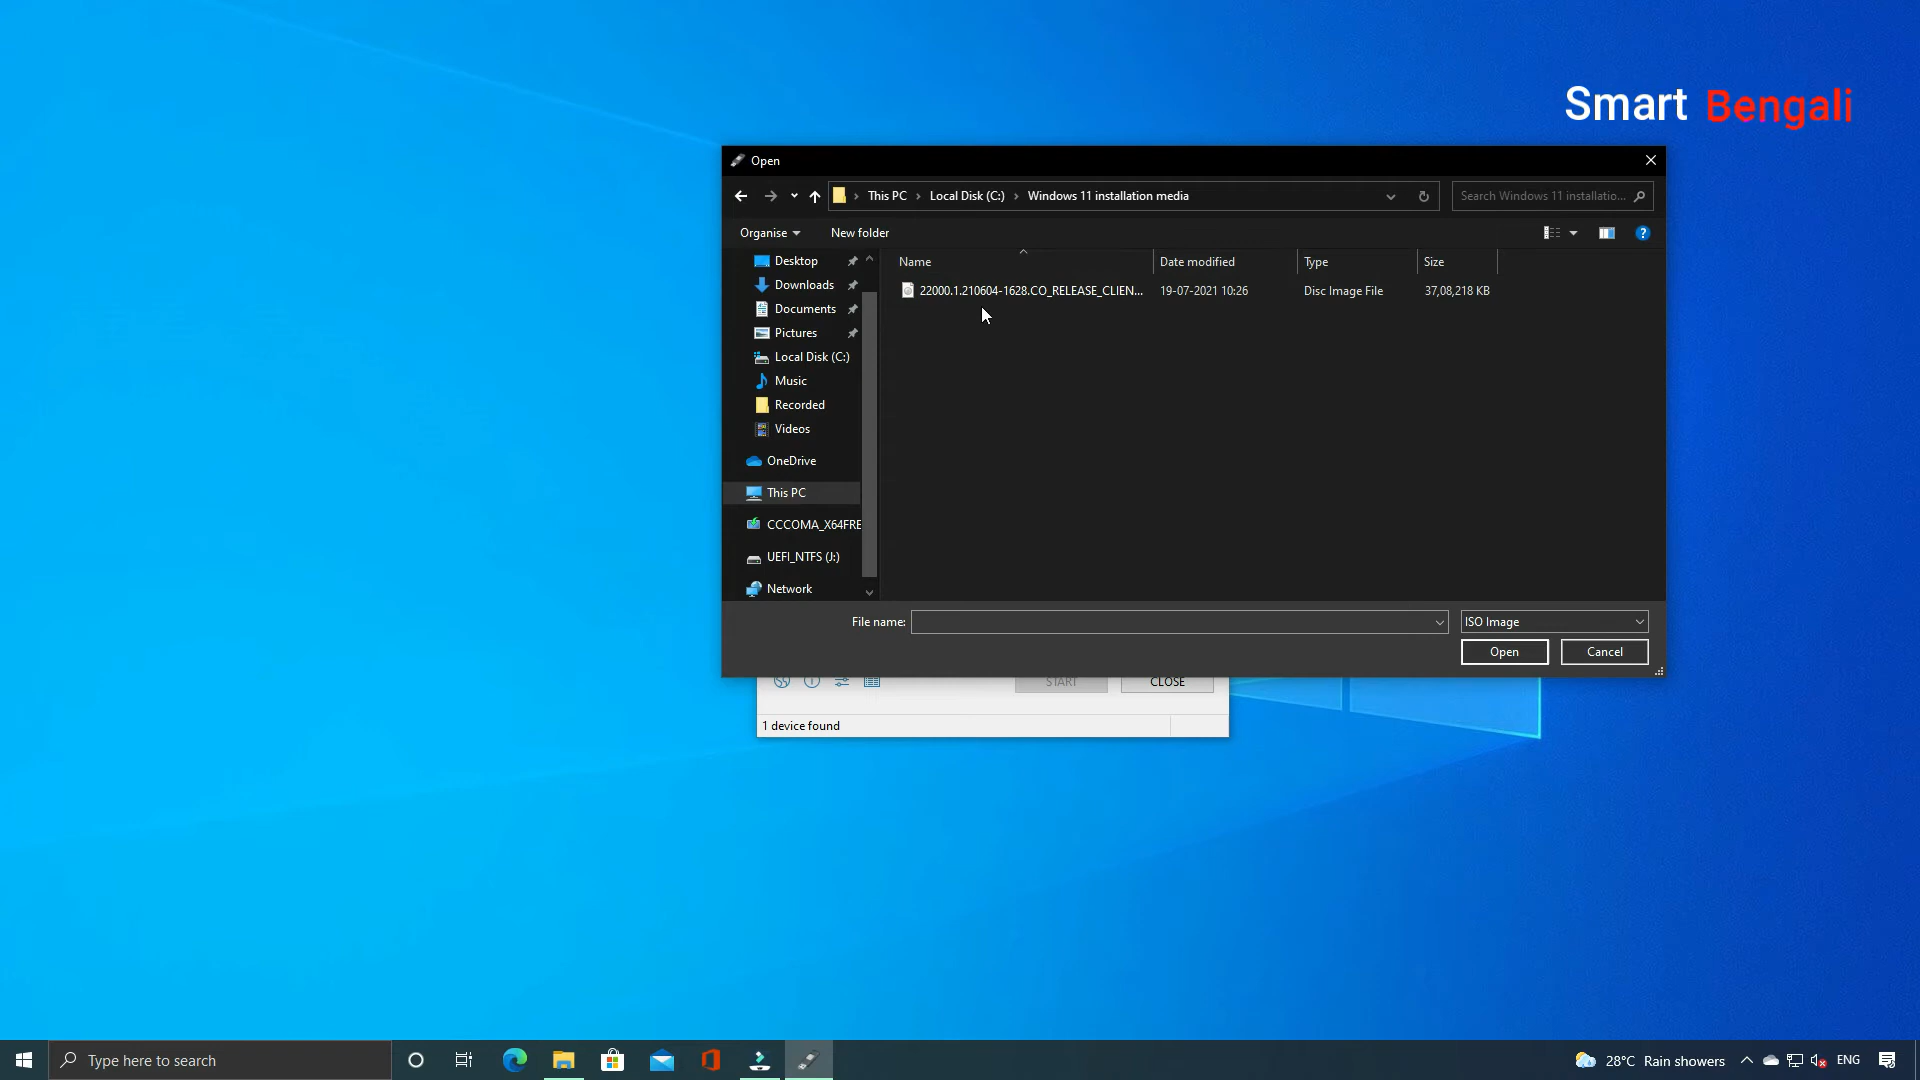 Smart Bengali
Open
This PC Local Disk (C:) Windows 11 installation media
Search Windows 11 installatio...
Organise New folder
Name Date modified Type Size
22000.1.210604-1628.CO_RELEASE_CLIEN... 19-07-2021 10:26 Disc Image File 37,08,218 KB
Desktop
Downloads
Documents
Pictures
Local Disk (C:)
Music
Recorded
Videos
OneDrive
This PC
CCCOMA_X64FRE
UEFI_NTFS (J:)
Network
File name:
ISO Image
Open Cancel
START CLOSE
1 device found
Type here to search
28°C Rain showers
ENG